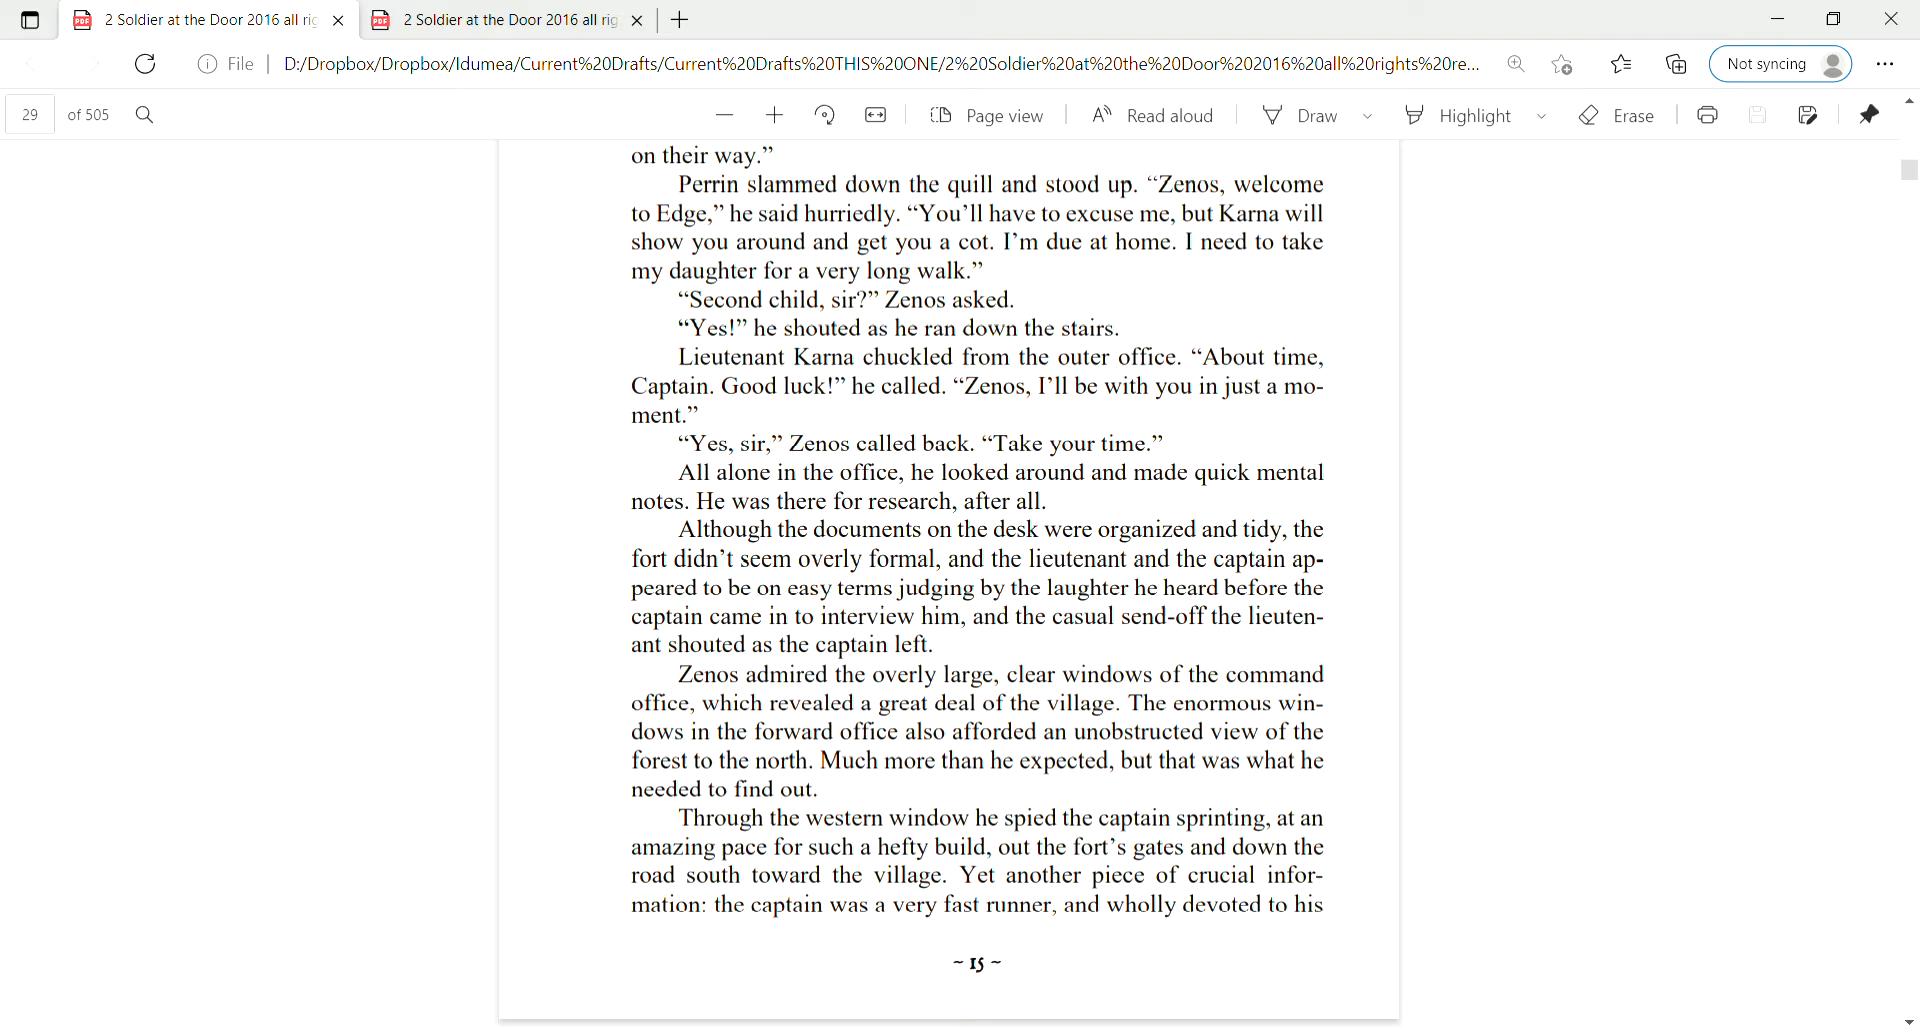 2 Soldier at the Door 2016 all rig
2 Soldier at the Door 2016 all rig
File
D:/Dropbox/Dropbox/Idumea/Current%20Drafts/Current%20Drafts%20THIS%20ONE/2%20Soldier%20at%20the%20Door%202016%20all%20rights%20re...
Not syncing
29 of 505
Page view
Read aloud
Draw
Highlight
Erase
on their way.”
Perrin slammed down the quill and stood up. “Zenos, welcome
to Edge,” he said hurriedly. “You’ll have to excuse me, but Karna will
show you around and get you a cot. I’m due at home. I need to take
my daughter for a very long walk.”
“Second child, sir?” Zenos asked.
“Yes!” he shouted as he ran down the stairs.
Lieutenant Karna chuckled from the outer office. “About time,
Captain. Good luck!” he called. “Zenos, I’ll be with you in just a mo-
ment.”
“Yes, sir,” Zenos called back. “Take your time.”
All alone in the office, he looked around and made quick mental
notes. He was there for research, after all.
Although the documents on the desk were organized and tidy, the
fort didn’t seem overly formal, and the lieutenant and the captain ap-
peared to be on easy terms judging by the laughter he heard before the
captain came in to interview him, and the casual send-off the lieuten-
ant shouted as the captain left.
Zenos admired the overly large, clear windows of the command
office, which revealed a great deal of the village. The enormous win-
dows in the forward office also afforded an unobstructed view of the
forest to the north. Much more than he expected, but that was what he
needed to find out.
Through the western window he spied the captain sprinting, at an
amazing pace for such a hefty build, out the fort’s gates and down the
road south toward the village. Yet another piece of crucial infor-
mation: the captain was a very fast runner, and wholly devoted to his
~ 15 ~